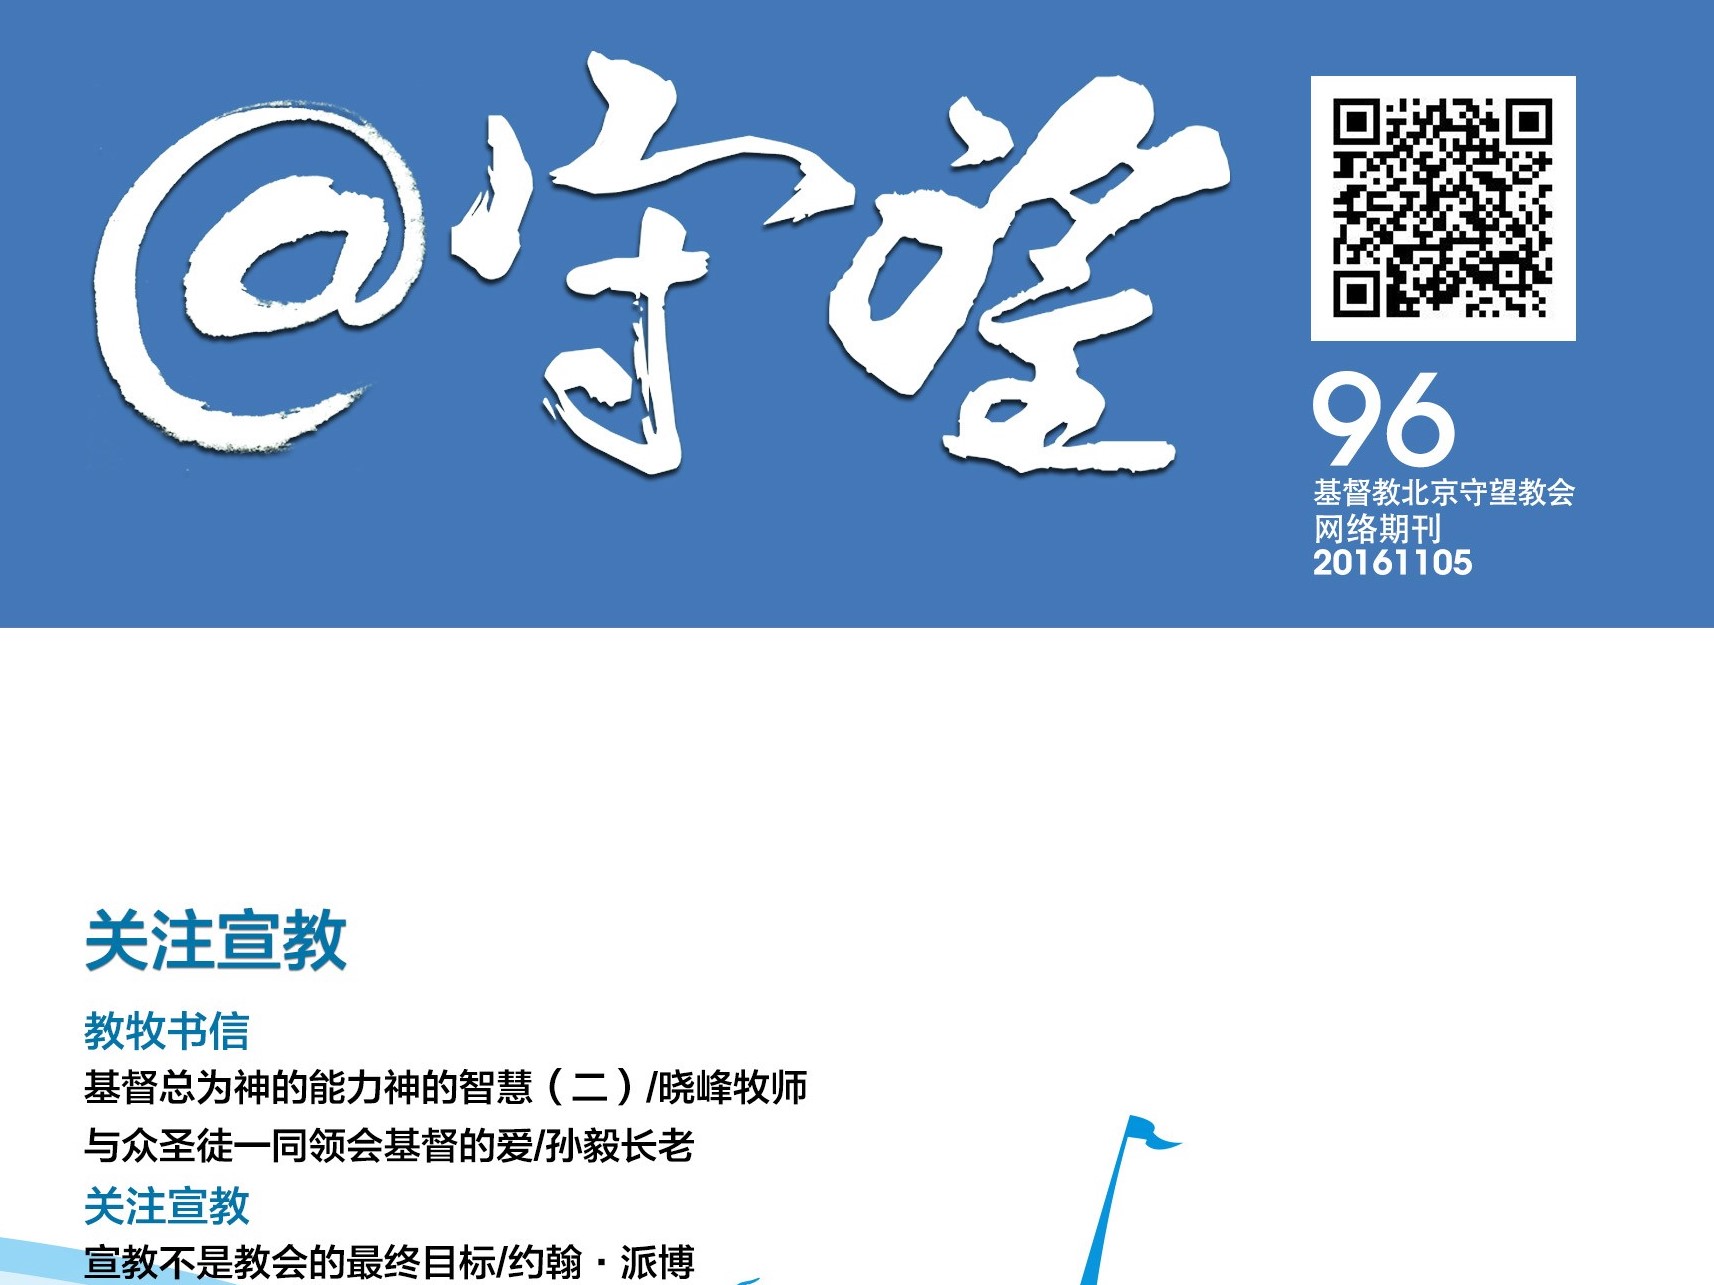 @守望
96
基督教北京守望教会
网络期刊
20161105
关注宣教
教牧书信
基督总为神的能力神的智慧（二）/晓峰牧师
与众圣徒一同领会基督的爱/孙毅长老
关注宣教
宣教不是教会的最终目标/约翰·派博